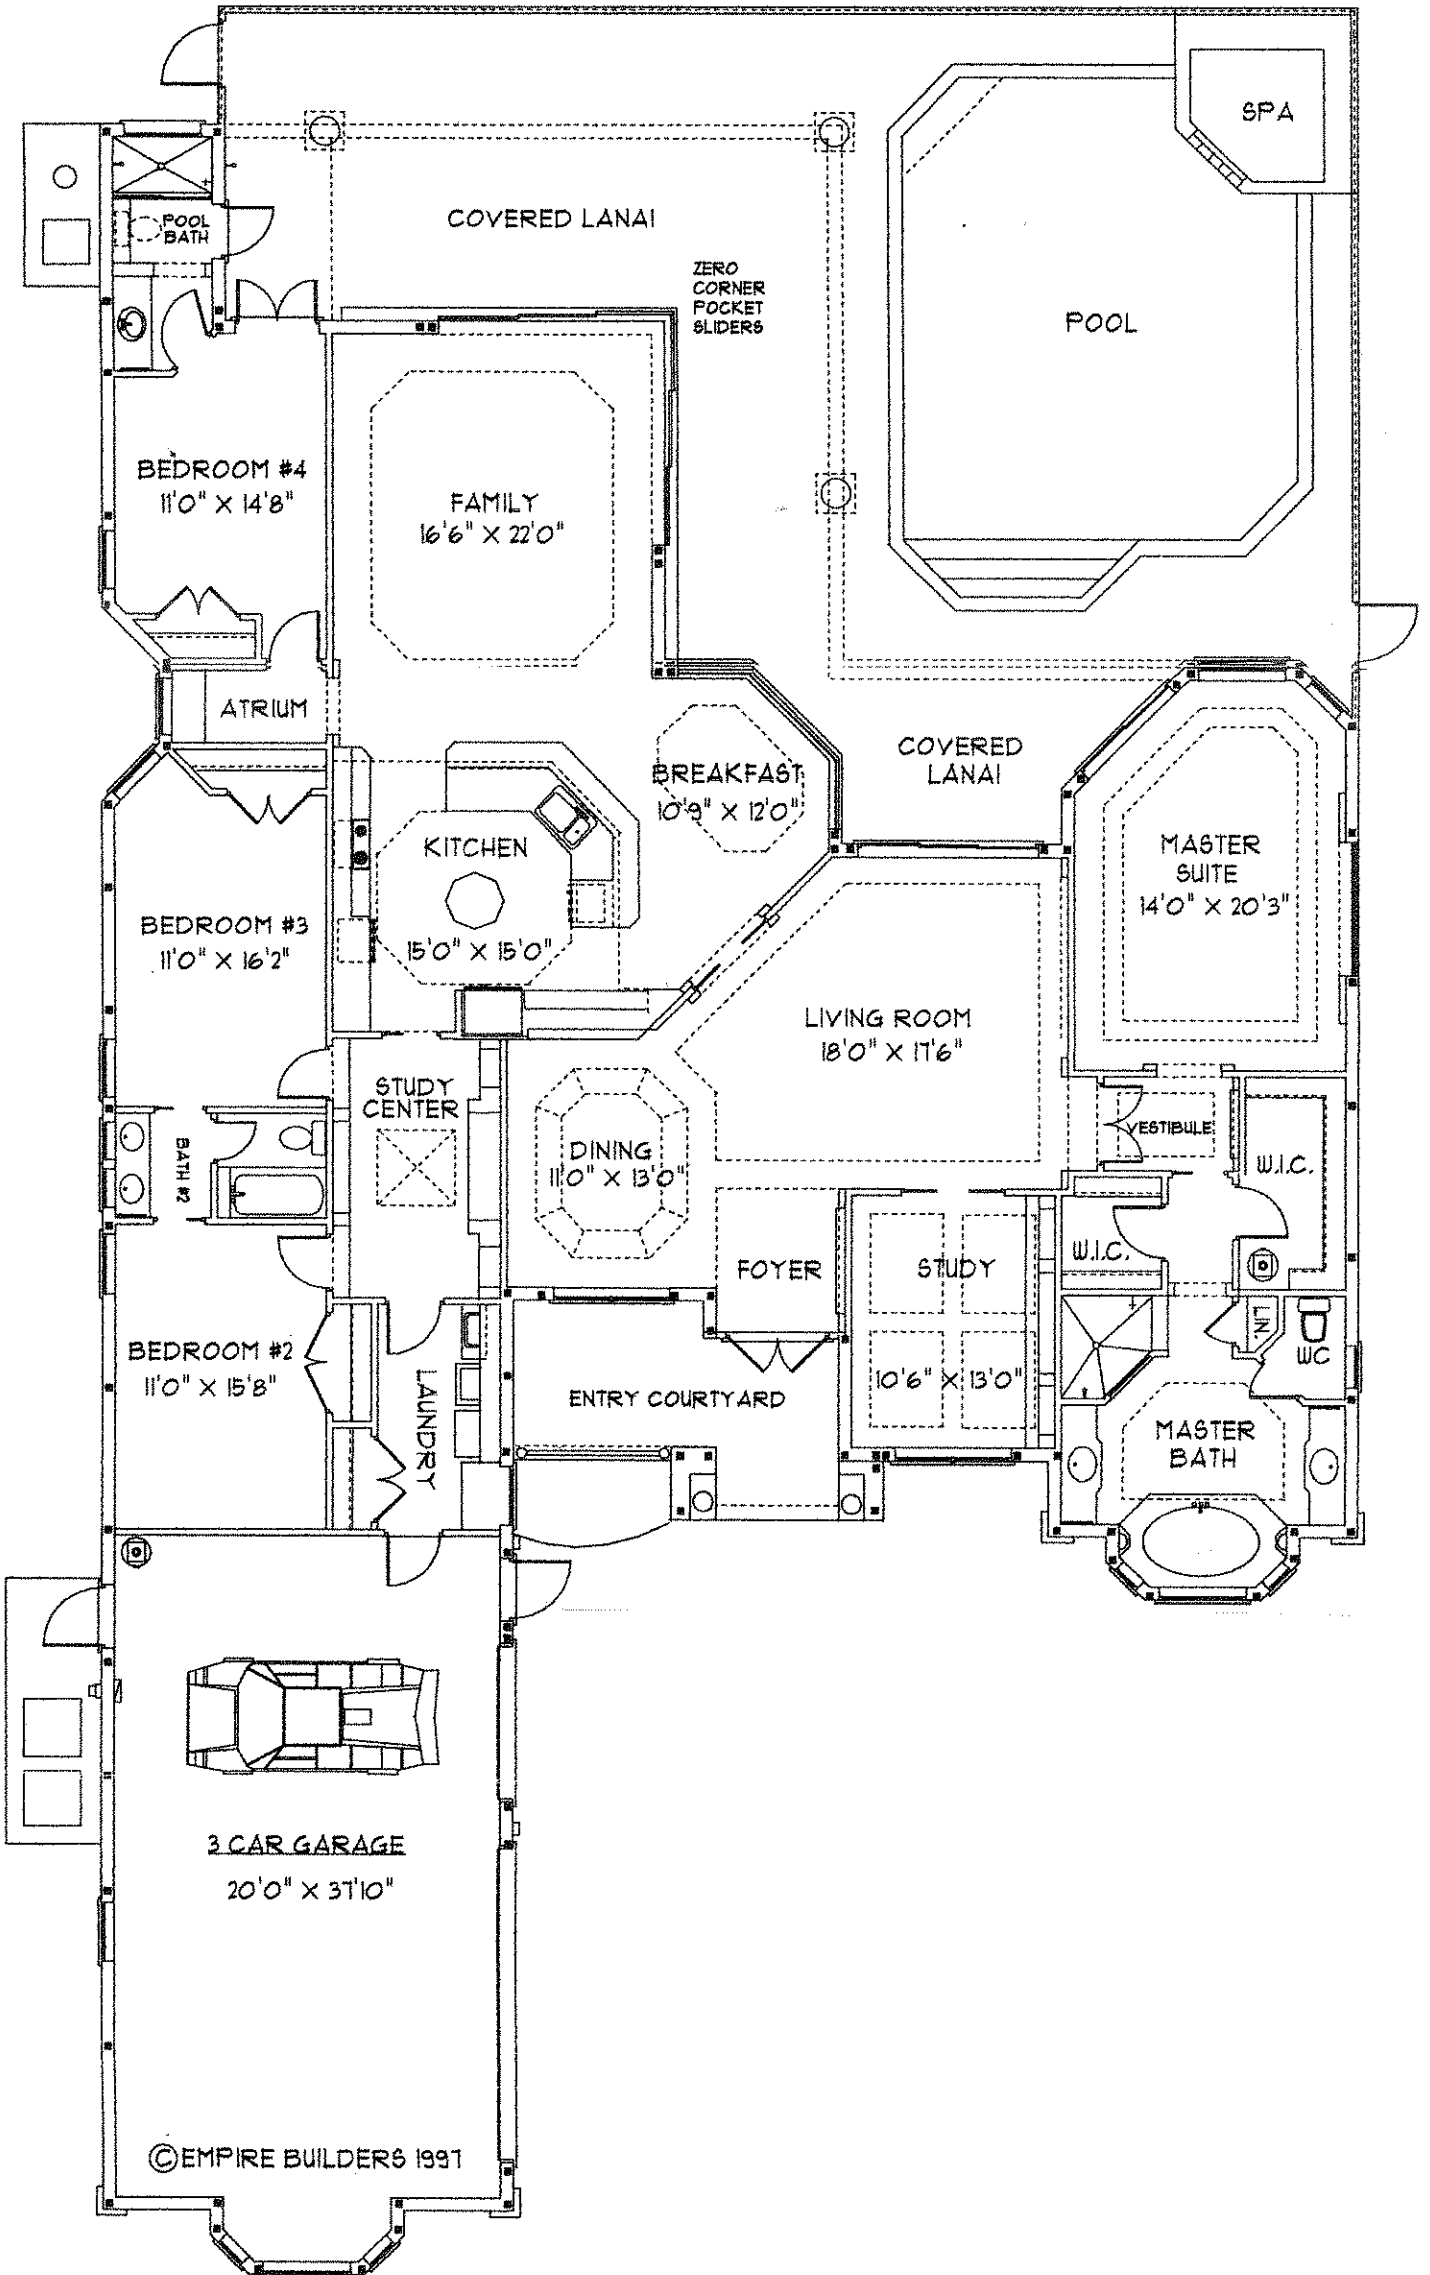 SPA
POOL
BATH
COVERED LANAI
ZERO
CORNER
POCKET
SLIDERS
POOL
BEDROOM #4
11'0" X 14'8"
FAMILY
16'6" X 22'0"
ATRIUM
BREAKFAST
10'9" X 12'0"
COVERED
LANAI
KITCHEN
15'0" X 15'0"
MASTER
SUITE
14'0" X 20'3"
BEDROOM #3
11'0" X 16'2"
LIVING ROOM
18'0" X 17'6"
STUDY
CENTER
BATH #2
DINING
11'0" X 13'0"
VESTIBULE
W.I.C.
W.I.C.
FOYER
STUDY
10'6" X 13'0"
LIN.
WC
BEDROOM #2
11'0" X 15'8"
LAUNDRY
ENTRY COURTYARD
MASTER
BATH
3 CAR GARAGE
20'0" X 37'10"
©EMPIRE BUILDERS 1997